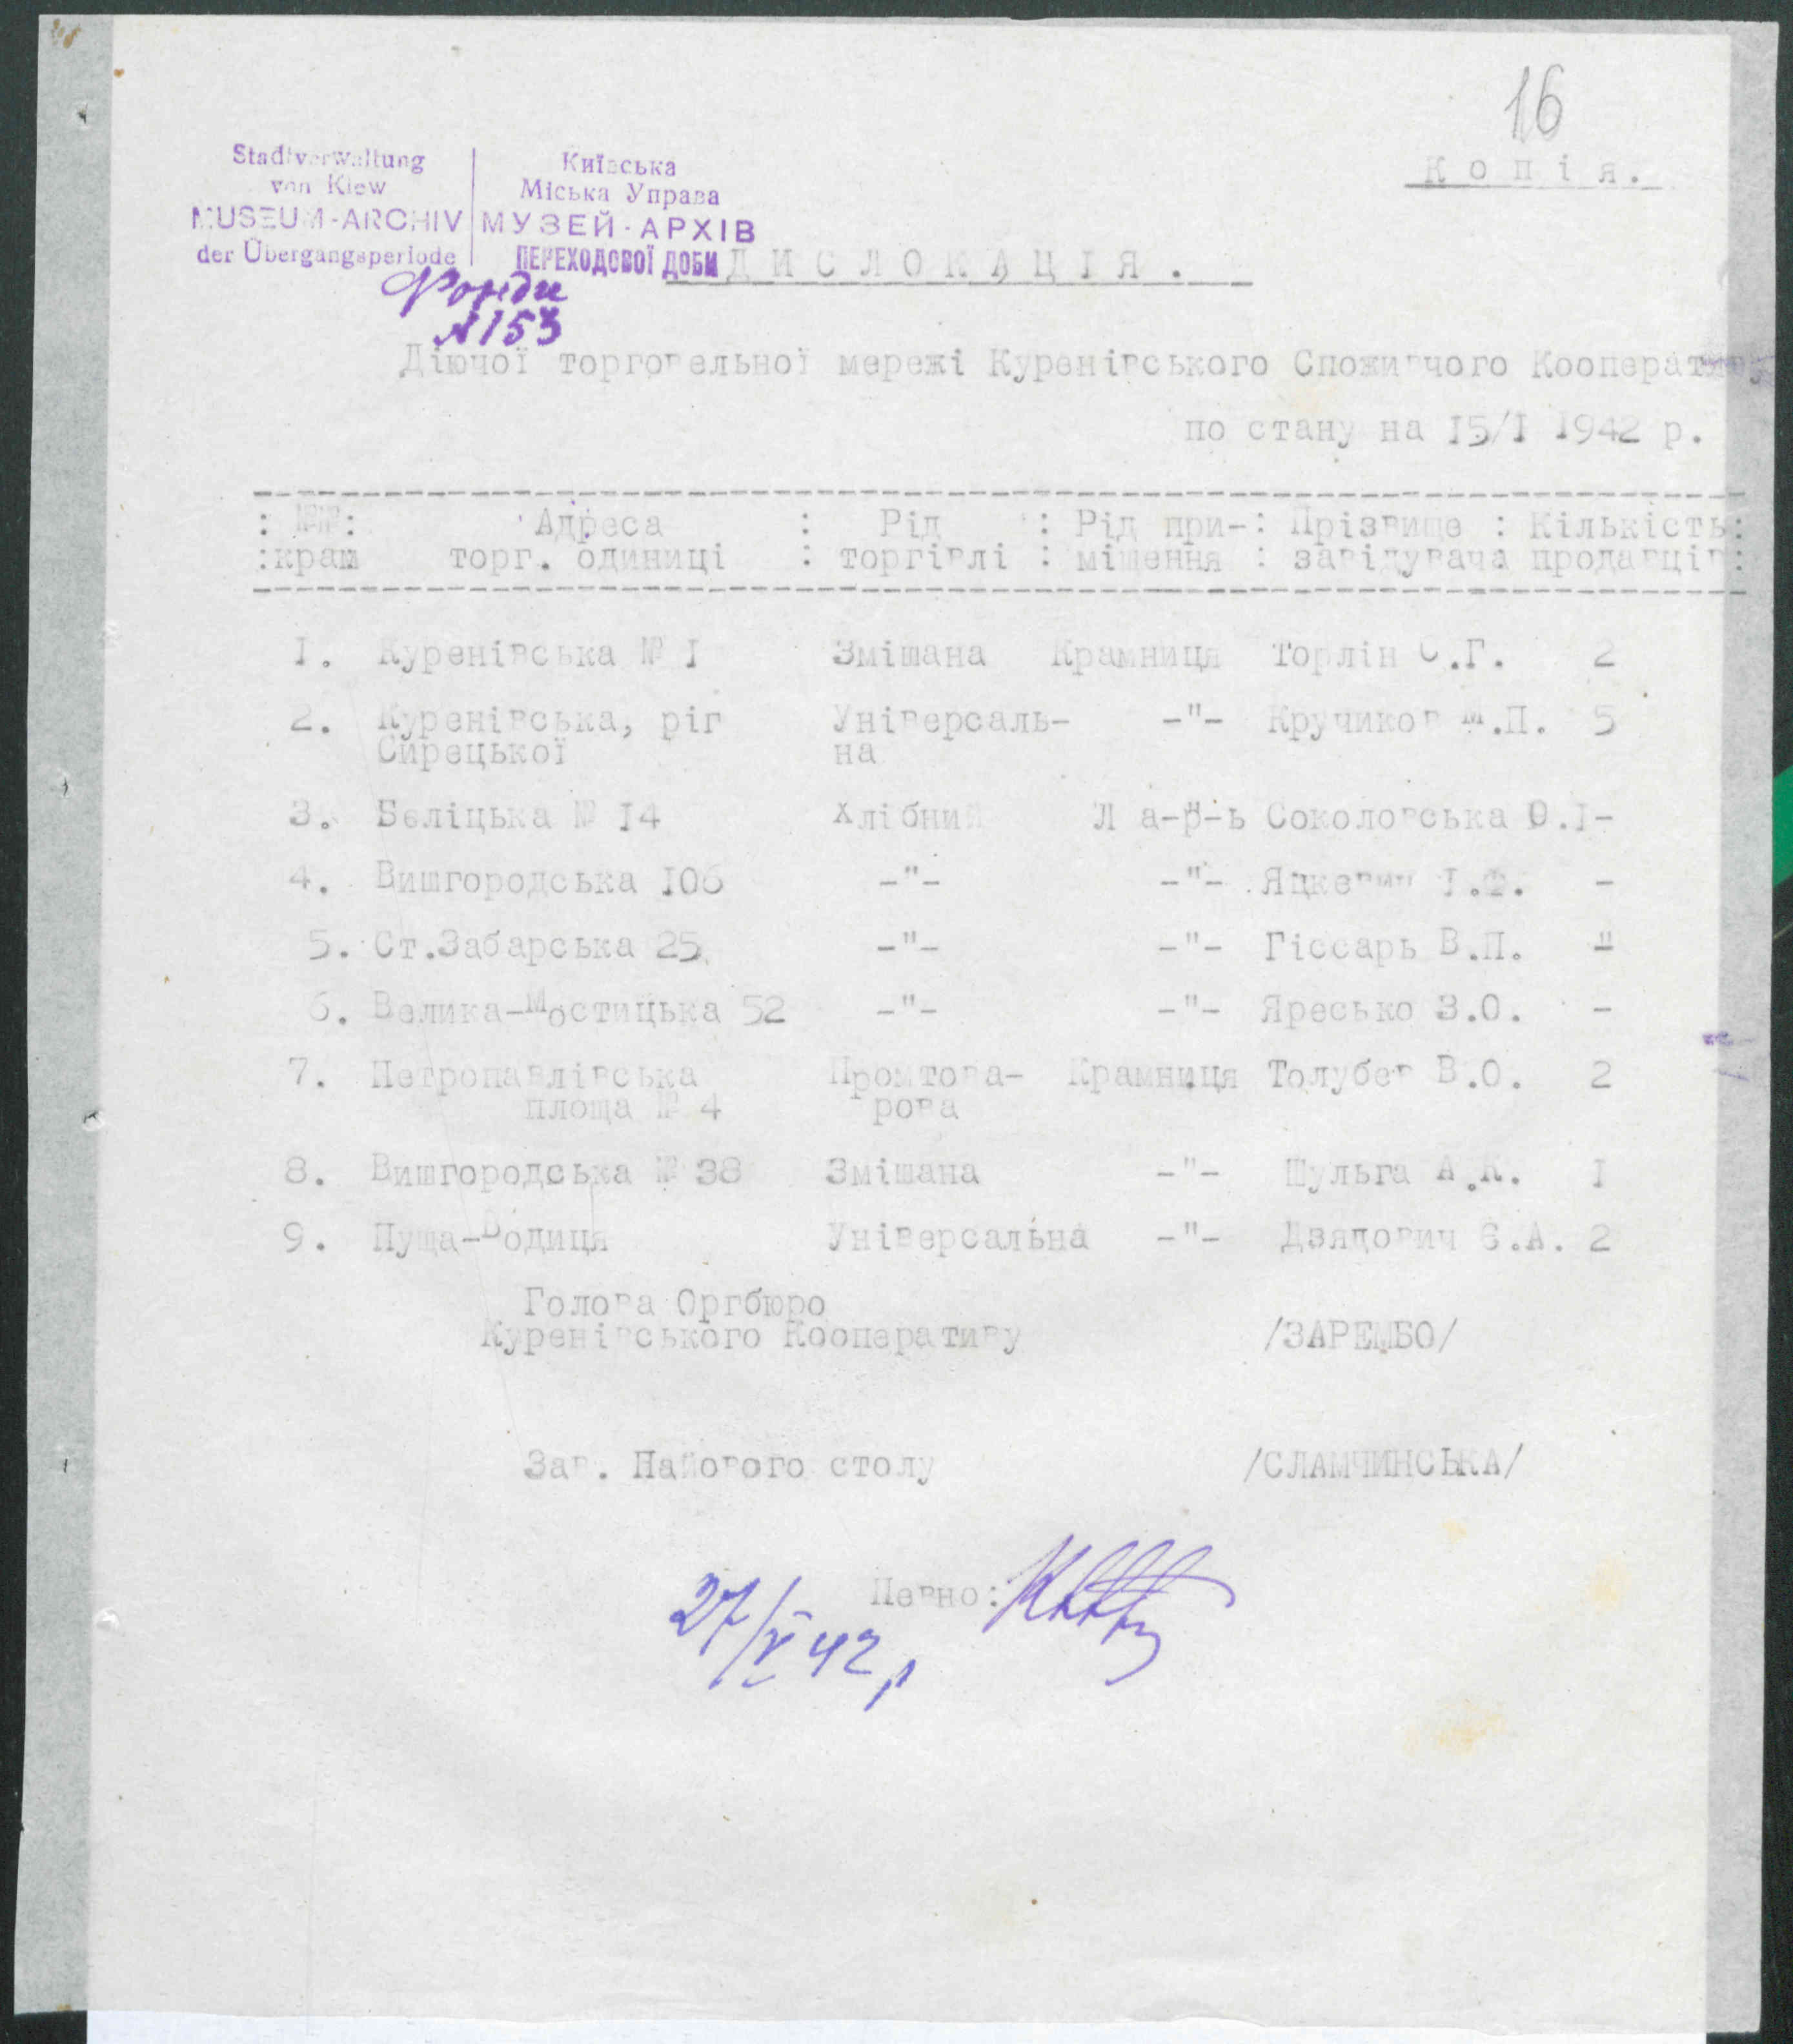 16
Копія.
Stadtverwaltung
von Kiew
MUSEUM-ARCHIV
der Übergangsperiode
Київська
Міська Управа
МУЗЕЙ-АРХІВ
ПЕРЕХОДОВОЇ ДОБИ
Фонди
№153
ДИСЛОКАЦІЯ.
Діючої торговельної мережі Куренівського Споживчого Кооперативу
по стану на 15/I 1942 р.
: №№: Адреса : Рід : Рід при-: Прізвище : Кількість:
:крам торг. одиниці : торгівлі : міщення : завідувача продавців:
1. Куренівська № 1 Змішана Крамниця Торлін С.Г. 2
2. Куренівська, ріг Універсаль- -"- Кручиков М.П. 5
Сирецької на
3. Беліцька № 14 Хлібний Л а-р-ь Соколовська О.І-
4. Вишгородська 106 -"- -"- Яцкевич І.Ф. -
5. Ст.Забарська 25 -"- -"- Гіссарь В.П. "
6. Велика-Мостицька 52 -"- -"- Яресько З.О. -
7. Петропавлівська Промтова- Крамниця Толубев В.О. 2
площа № 4 рова
8. Вишгородська № 38 Змішана -"- Шульга А.К. 1
9. Пуща-Водиця Універсальна -"- Дзядович Є.А. 2
Голова Оргбюро
Куренівського Кооперативу /ЗАРЕМБО/
Зав. Пайового столу /СЛАМЧИНСЬКА/
Певно:
27/V 42 р